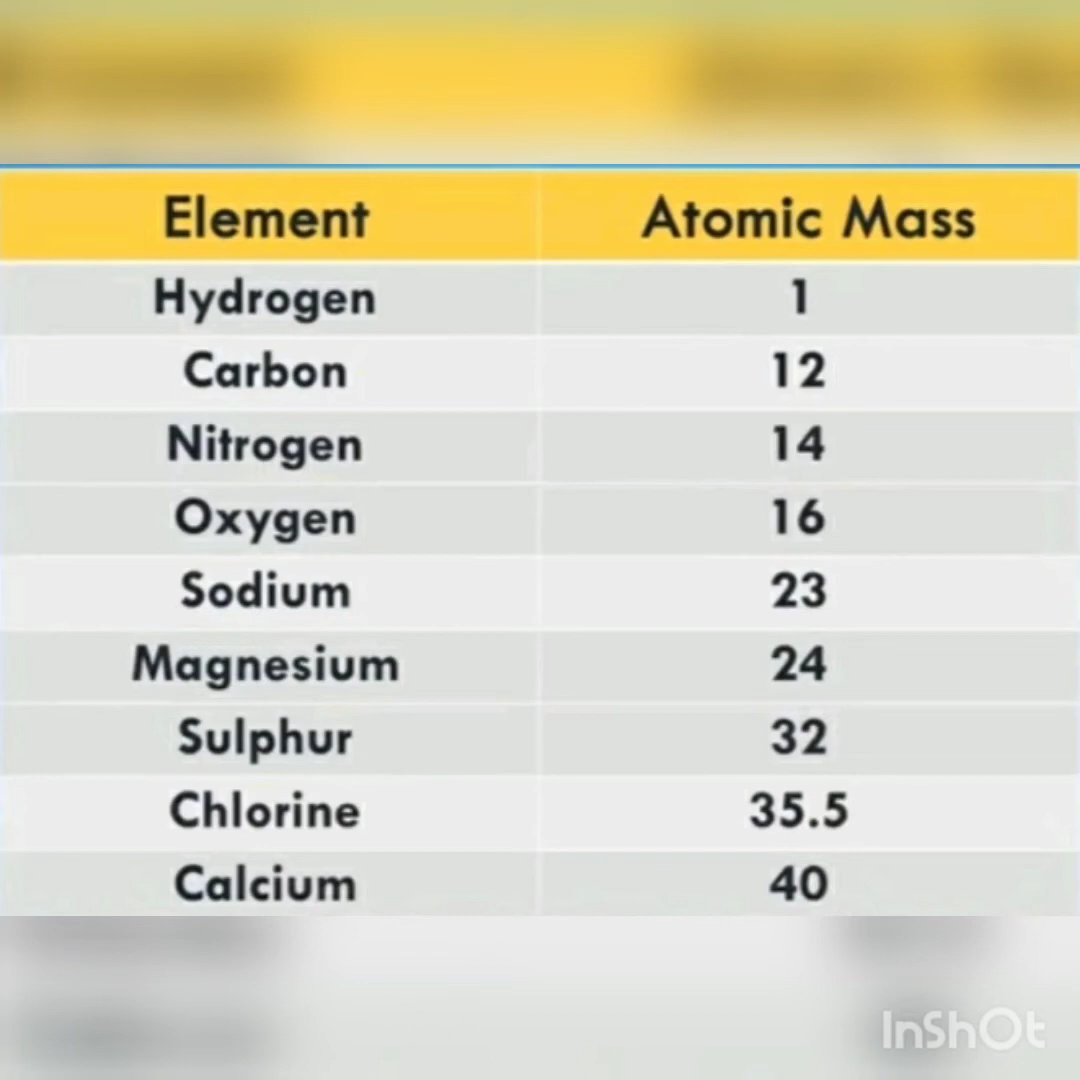 Element Atomic Mass
Hydrogen 1
Carbon 12
Nitrogen 14
Oxygen 16
Sodium 23
Magnesium 24
Sulphur 32
Chlorine 35.5
Calcium 40
InShOt